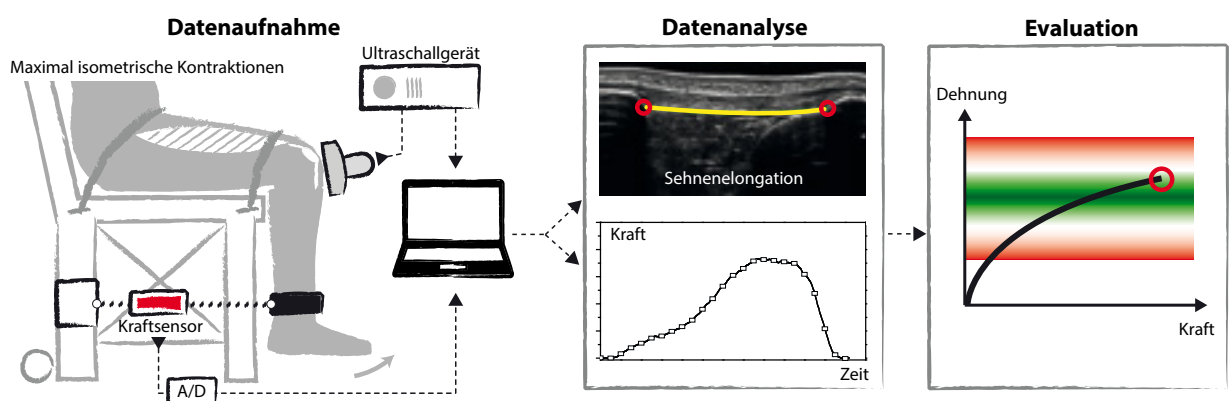 Datenaufnahme
Maximal isometrische Kontraktionen
Ultraschallgerät
Kraftsensor
A/D
Datenanalyse
Sehnenelongation
Kraft
Zeit
Evaluation
Dehnung
Kraft